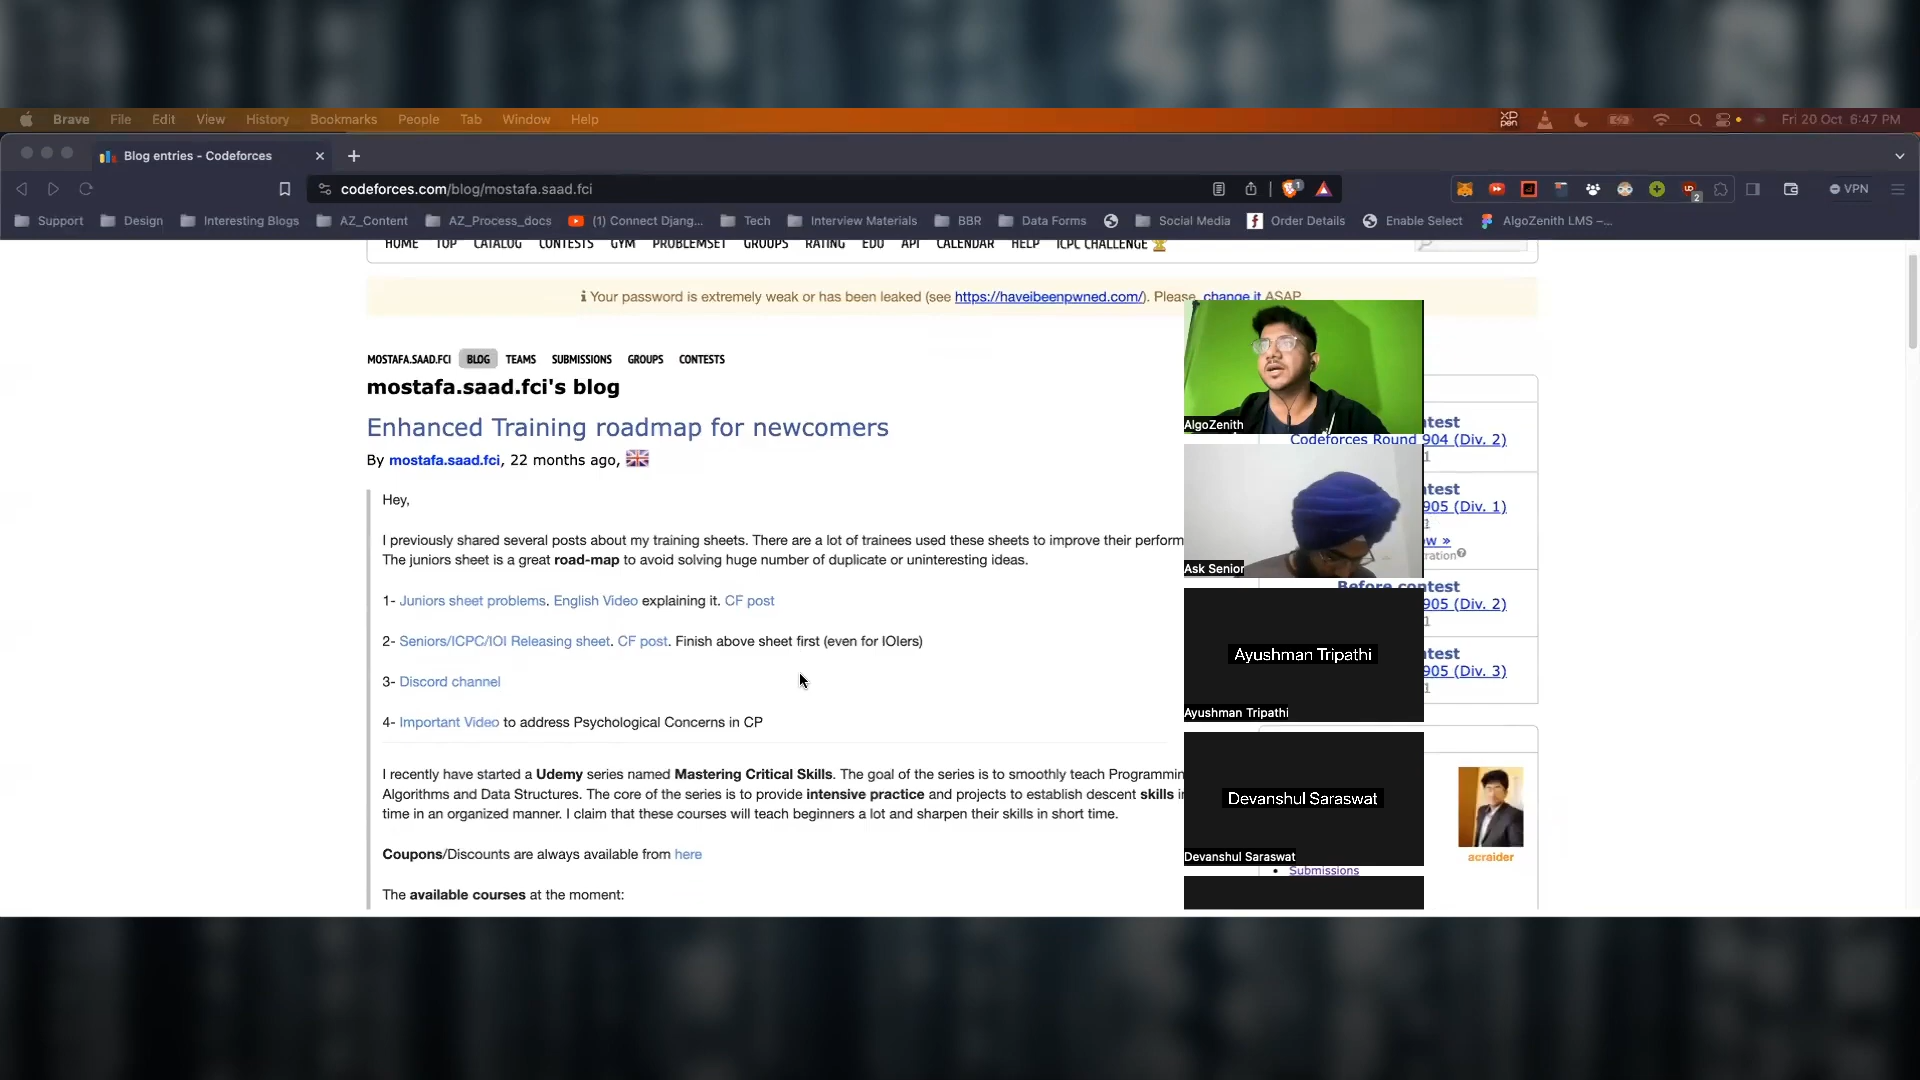 Brave File Edit View History Bookmarks People Tab Window Help XP pen Fri 20 Oct 6:47 PM
Blog entries - Codeforces
codeforces.com/blog/mostafa.saad.fci VPN
Support Design Interesting Blogs AZ_Content AZ_Process_docs (1) Connect Djang... Tech Interview Materials BBR Data Forms Social Media Order Details Enable Select AlgoZenith LMS –...
HOME TOP CATALOG CONTESTS GYM PROBLEMSET GROUPS RATING EDU API CALENDAR HELP ICPC CHALLENGE
Your password is extremely weak or has been leaked (see https://haveibeenpwned.com/). Please, change it ASAP
MOSTAFA.SAAD.FCI BLOG TEAMS SUBMISSIONS GROUPS CONTESTS
mostafa.saad.fci's blog
Enhanced Training roadmap for newcomers
By mostafa.saad.fci, 22 months ago,
Hey,
I previously shared several posts about my training sheets. There are a lot of trainees used these sheets to improve their perform
The juniors sheet is a great road-map to avoid solving huge number of duplicate or uninteresting ideas.
1- Juniors sheet problems. English Video explaining it. CF post
2- Seniors/ICPC/IOI Releasing sheet. CF post. Finish above sheet first (even for IOIers)
3- Discord channel
4- Important Video to address Psychological Concerns in CP
I recently have started a Udemy series named Mastering Critical Skills. The goal of the series is to smoothly teach Programmin
Algorithms and Data Structures. The core of the series is to provide intensive practice and projects to establish descent skills in
time in an organized manner. I claim that these courses will teach beginners a lot and sharpen their skills in short time.
Coupons/Discounts are always available from here
The available courses at the moment:
AlgoZenith
Ask Senior
Ayushman Tripathi
Ayushman Tripathi
Devanshul Saraswat
Devanshul Saraswat
ntest
Codeforces Round 904 (Div. 2)
ntest
905 (Div. 1)
w »
ration
Before contest
905 (Div. 2)
ntest
905 (Div. 3)
acraider
Submissions